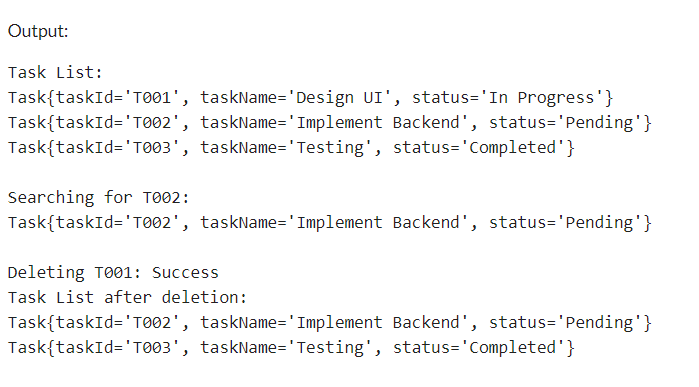 Output:
Task List:
Task{taskId='T001', taskName='Design UI', status='In Progress'}
Task{taskId='T002', taskName='Implement Backend', status='Pending'}
Task{taskId='T003', taskName='Testing', status='Completed'}
Searching for T002:
Task{taskId='T002', taskName='Implement Backend', status='Pending'}
Deleting T001: Success
Task List after deletion:
Task{taskId='T002', taskName='Implement Backend', status='Pending'}
Task{taskId='T003', taskName='Testing', status='Completed'}